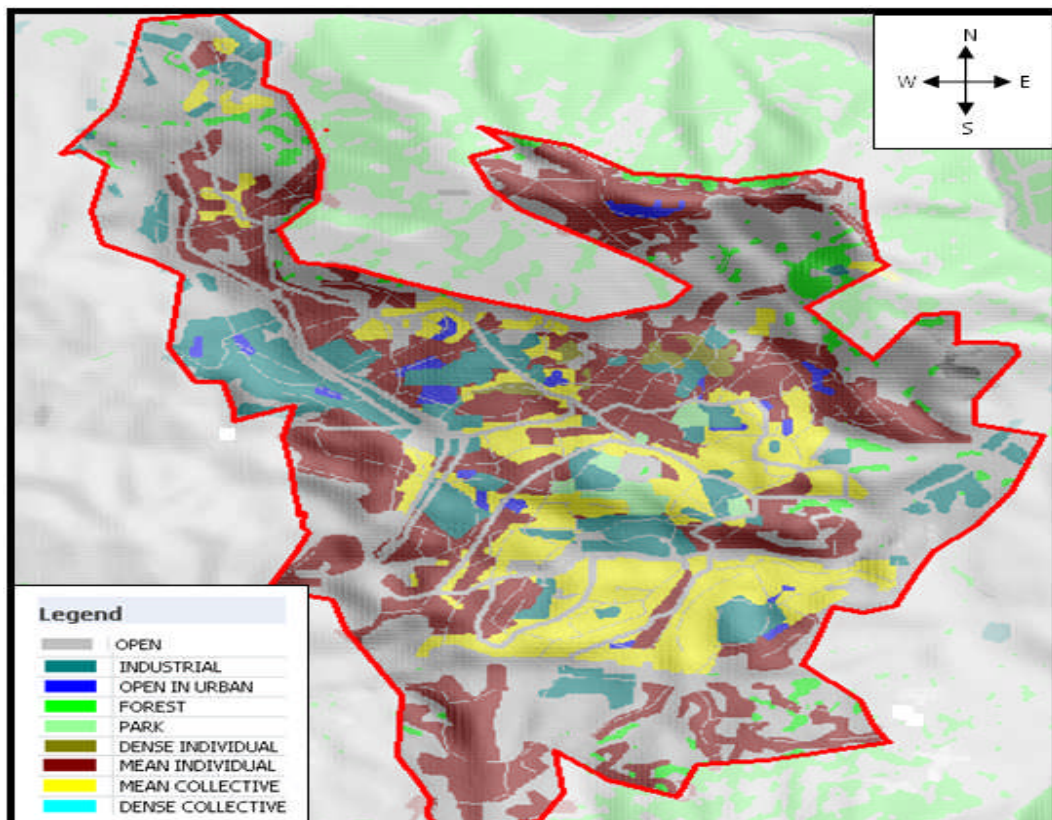 N
W E
S
Legend
OPEN
INDUSTRIAL
OPEN IN URBAN
FOREST
PARK
DENSE INDIVIDUAL
MEAN INDIVIDUAL
MEAN COLLECTIVE
DENSE COLLECTIVE